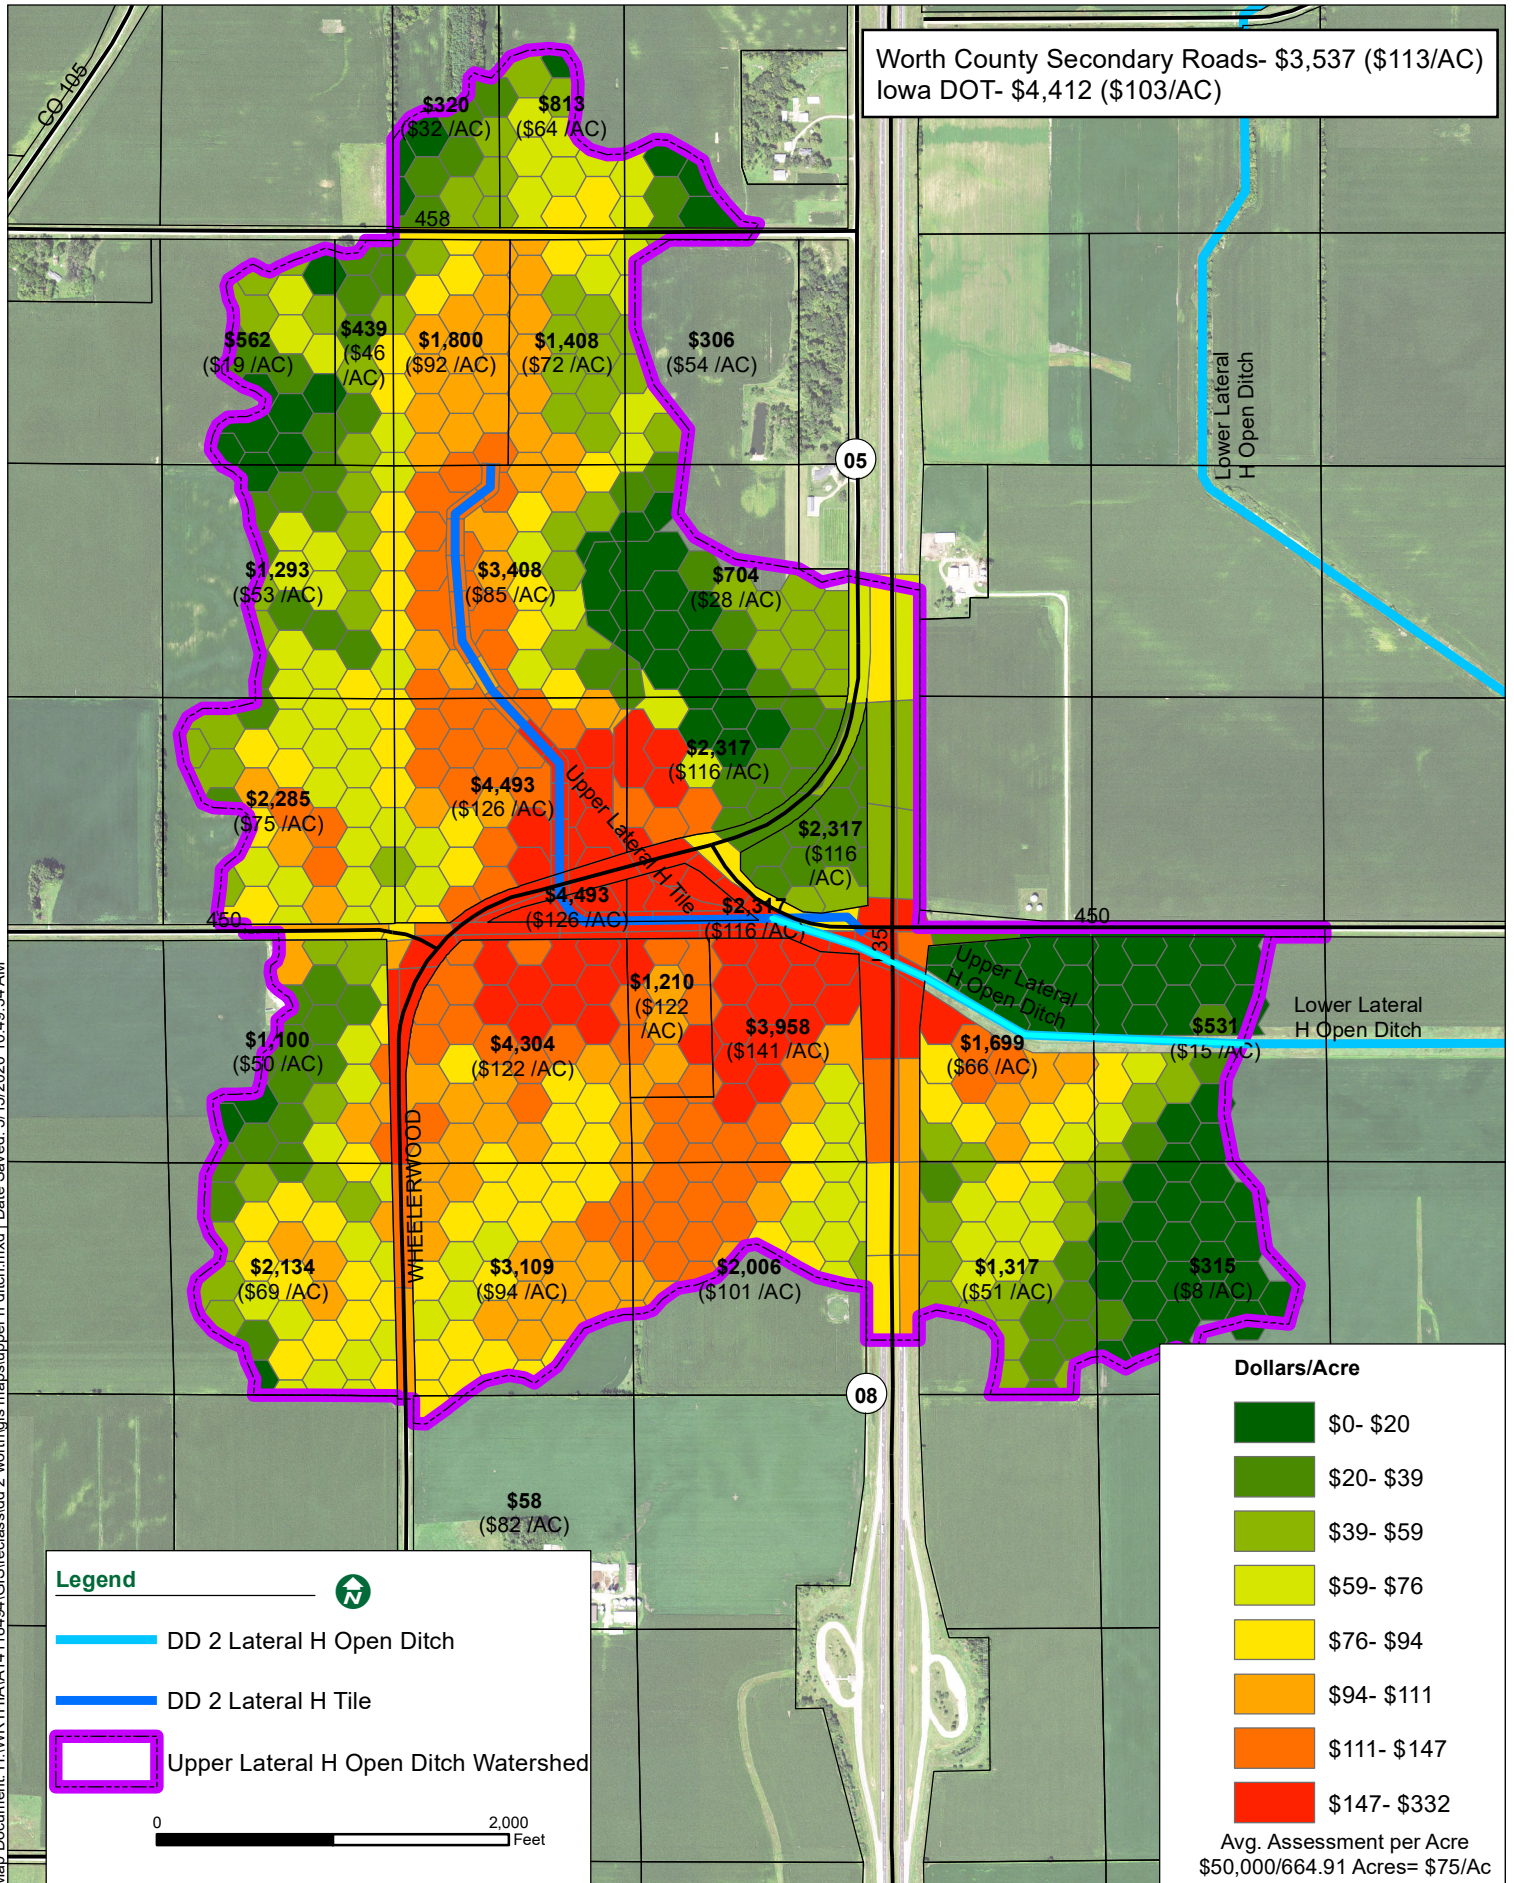 Worth County Secondary Roads- $3,537 ($113/AC)
Iowa DOT- $4,412 ($103/AC)
CO 105
$320
($32 /AC)
$813
($64 /AC)
458
$562
($19 /AC)
$439
($46
/AC)
$1,800
($92 /AC)
$1,408
($72 /AC)
$306
($54 /AC)
Lower Lateral
H Open Ditch
05
$1,293
($53 /AC)
$3,408
($85 /AC)
$704
($28 /AC)
$2,317
($116 /AC)
$2,285
($75 /AC)
$4,493
($126 /AC)
Upper Lateral H Tile
$2,317
($116
/AC)
$4,493
($126 /AC)
$2,317
($116 /AC)
450
450
I 35
Upper Lateral
H Open Ditch
$1,210
($122
/AC)
$1,100
($50 /AC)
$4,304
($122 /AC)
$3,958
($141 /AC)
$1,699
($66 /AC)
$531
($15 /AC)
Lower Lateral
H Open Ditch
WHEELERWOOD
$2,134
($69 /AC)
$3,109
($94 /AC)
$2,006
($101 /AC)
$1,317
($51 /AC)
$315
($8 /AC)
08
$58
($82 /AC)
Dollars/Acre
$0- $20
$20- $39
$39- $59
$59- $76
$76- $94
$94- $111
$111- $147
$147- $332
Avg. Assessment per Acre
$50,000/664.91 Acres= $75/Ac
Legend
N
DD 2 Lateral H Open Ditch
DD 2 Lateral H Tile
Upper Lateral H Open Ditch Watershed
0 2,000
Feet